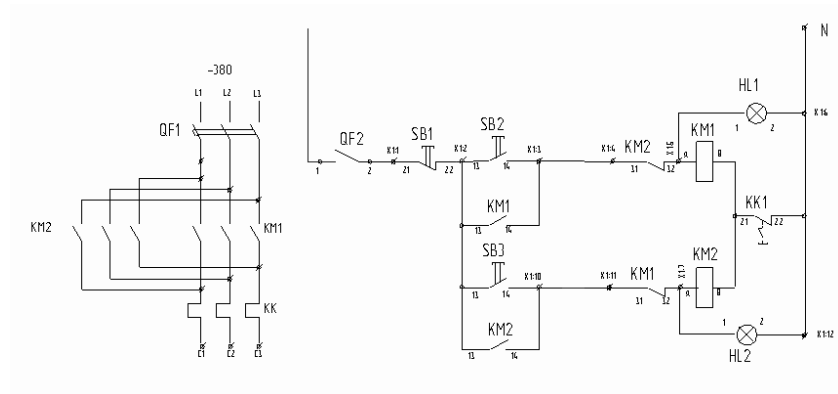 ~380
L1 L2 L3
QF1
KM2
KM1
KK
C1 C2 C3
N
HL1
1 2
X1:6
SB2
KM1
QF2
SB1
X1:1
X1:2
X1:3
X1:4
KM2
X1:5
A B
1 2
21 22
13 14
31 32
KK1
21 22
KM1
13 14
SB3
KM2
13 14
X1:10
X1:11
KM1
31 32
X1:7
A B
KM2
13 14
1 2
HL2
X1:12